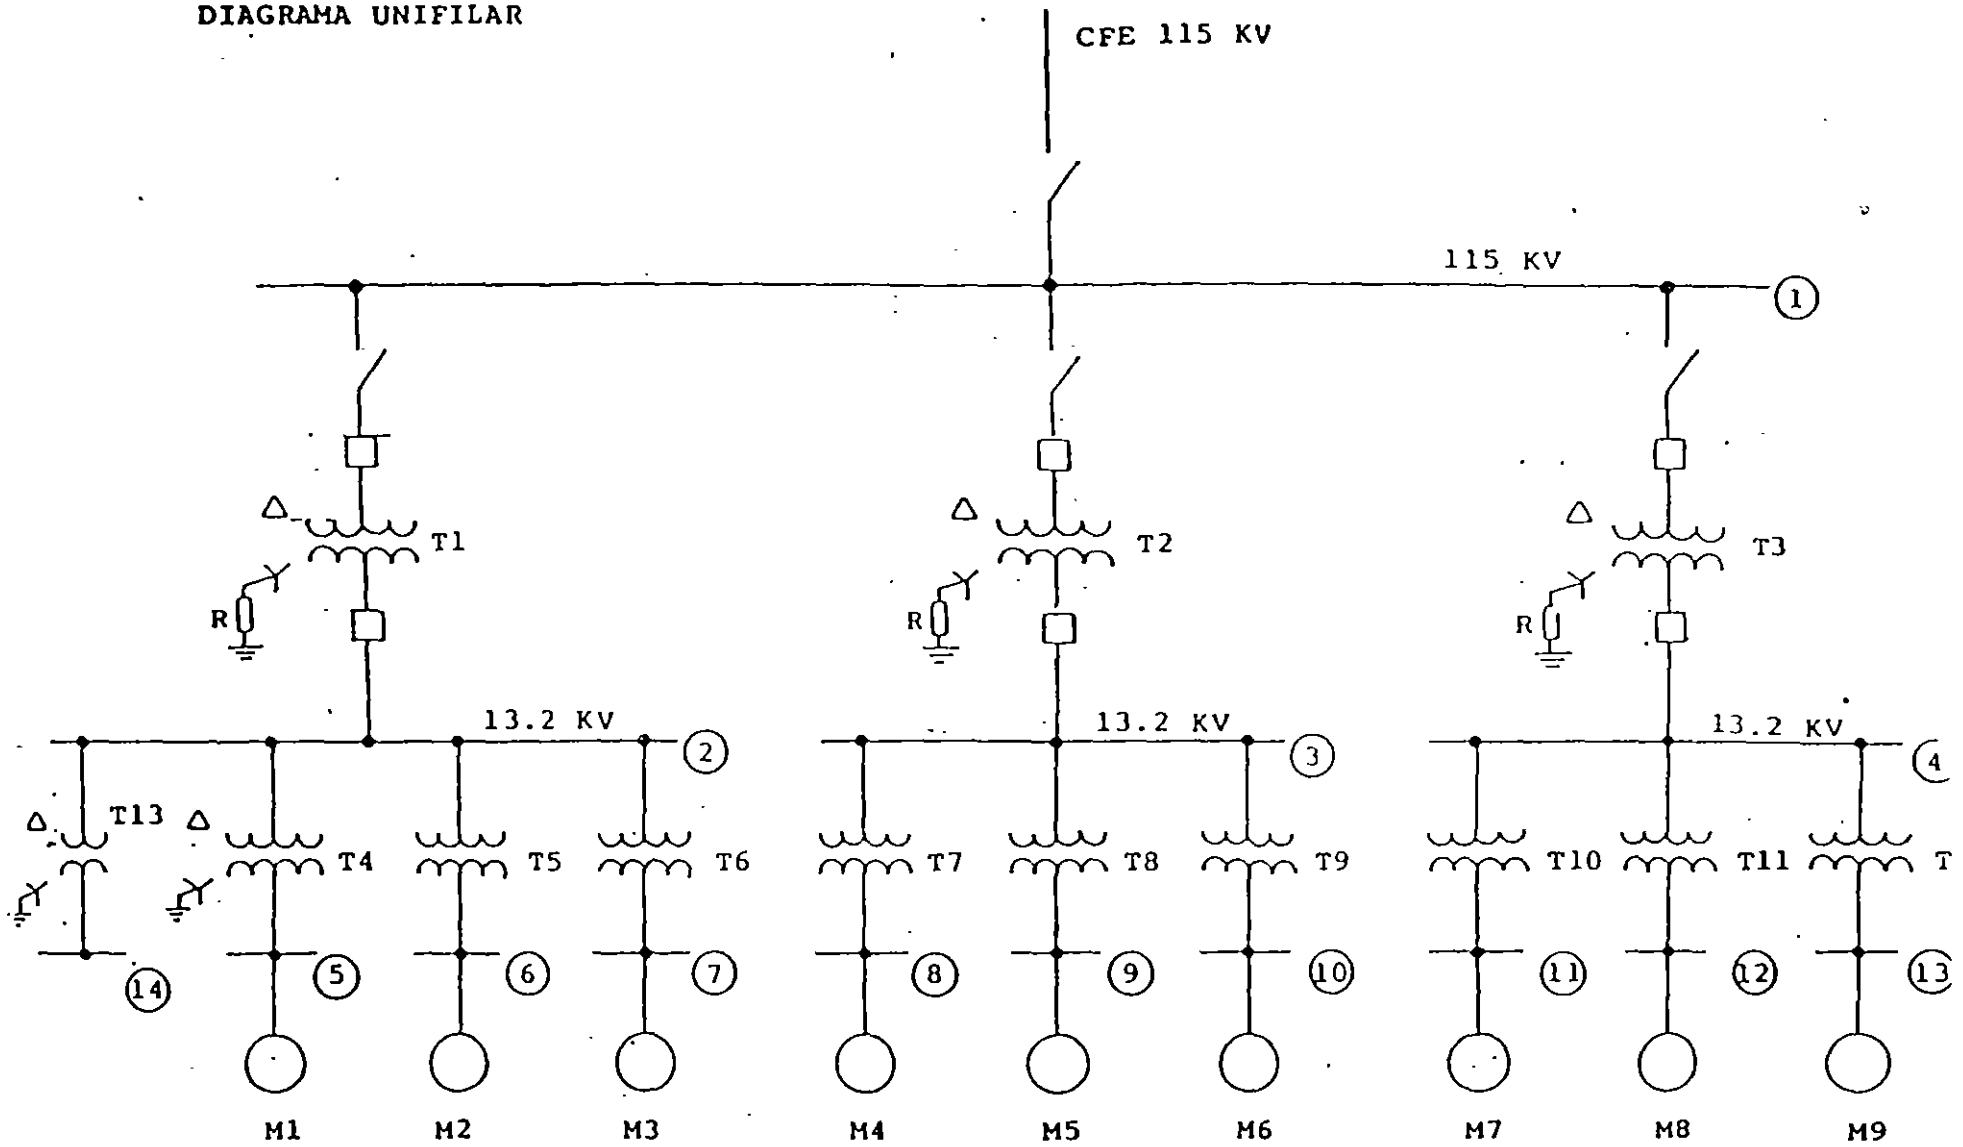 DIAGRAMA UNIFILAR
CFE 115 KV
115 KV
1
T1
T2
T3
R
R
R
13.2 KV
2
13.2 KV
3
13.2 KV
4
T13
T4
T5
T6
T7
T8
T9
T10
T11
T
14
5
6
7
8
9
10
11
12
13
M1
M2
M3
M4
M5
M6
M7
M8
M9